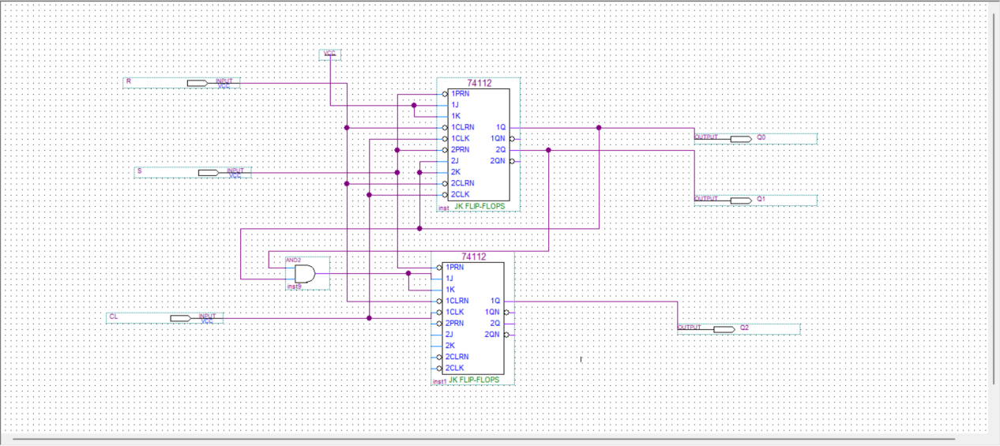 VCC
R INPUT VCC
74112
1PRN
1J
1K
1CLRN 1Q
1CLK 1QN
2PRN 2Q
2J 2QN
2K
2CLRN
2CLK
inst JK FLIP-FLOPS
OUTPUT Q0
S INPUT VCC
OUTPUT Q1
AND2
inst9
74112
1PRN
1J
1K
1CLRN 1Q
1CLK 1QN
2PRN 2Q
2J 2QN
2K
2CLRN
2CLK
inst1 JK FLIP-FLOPS
CL INPUT VCC
OUTPUT Q2